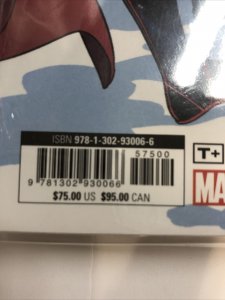 ISBN 978-1-302-93006-6
57500
T+
9 781302 930066
$75.00 US $95.00 CAN
MA